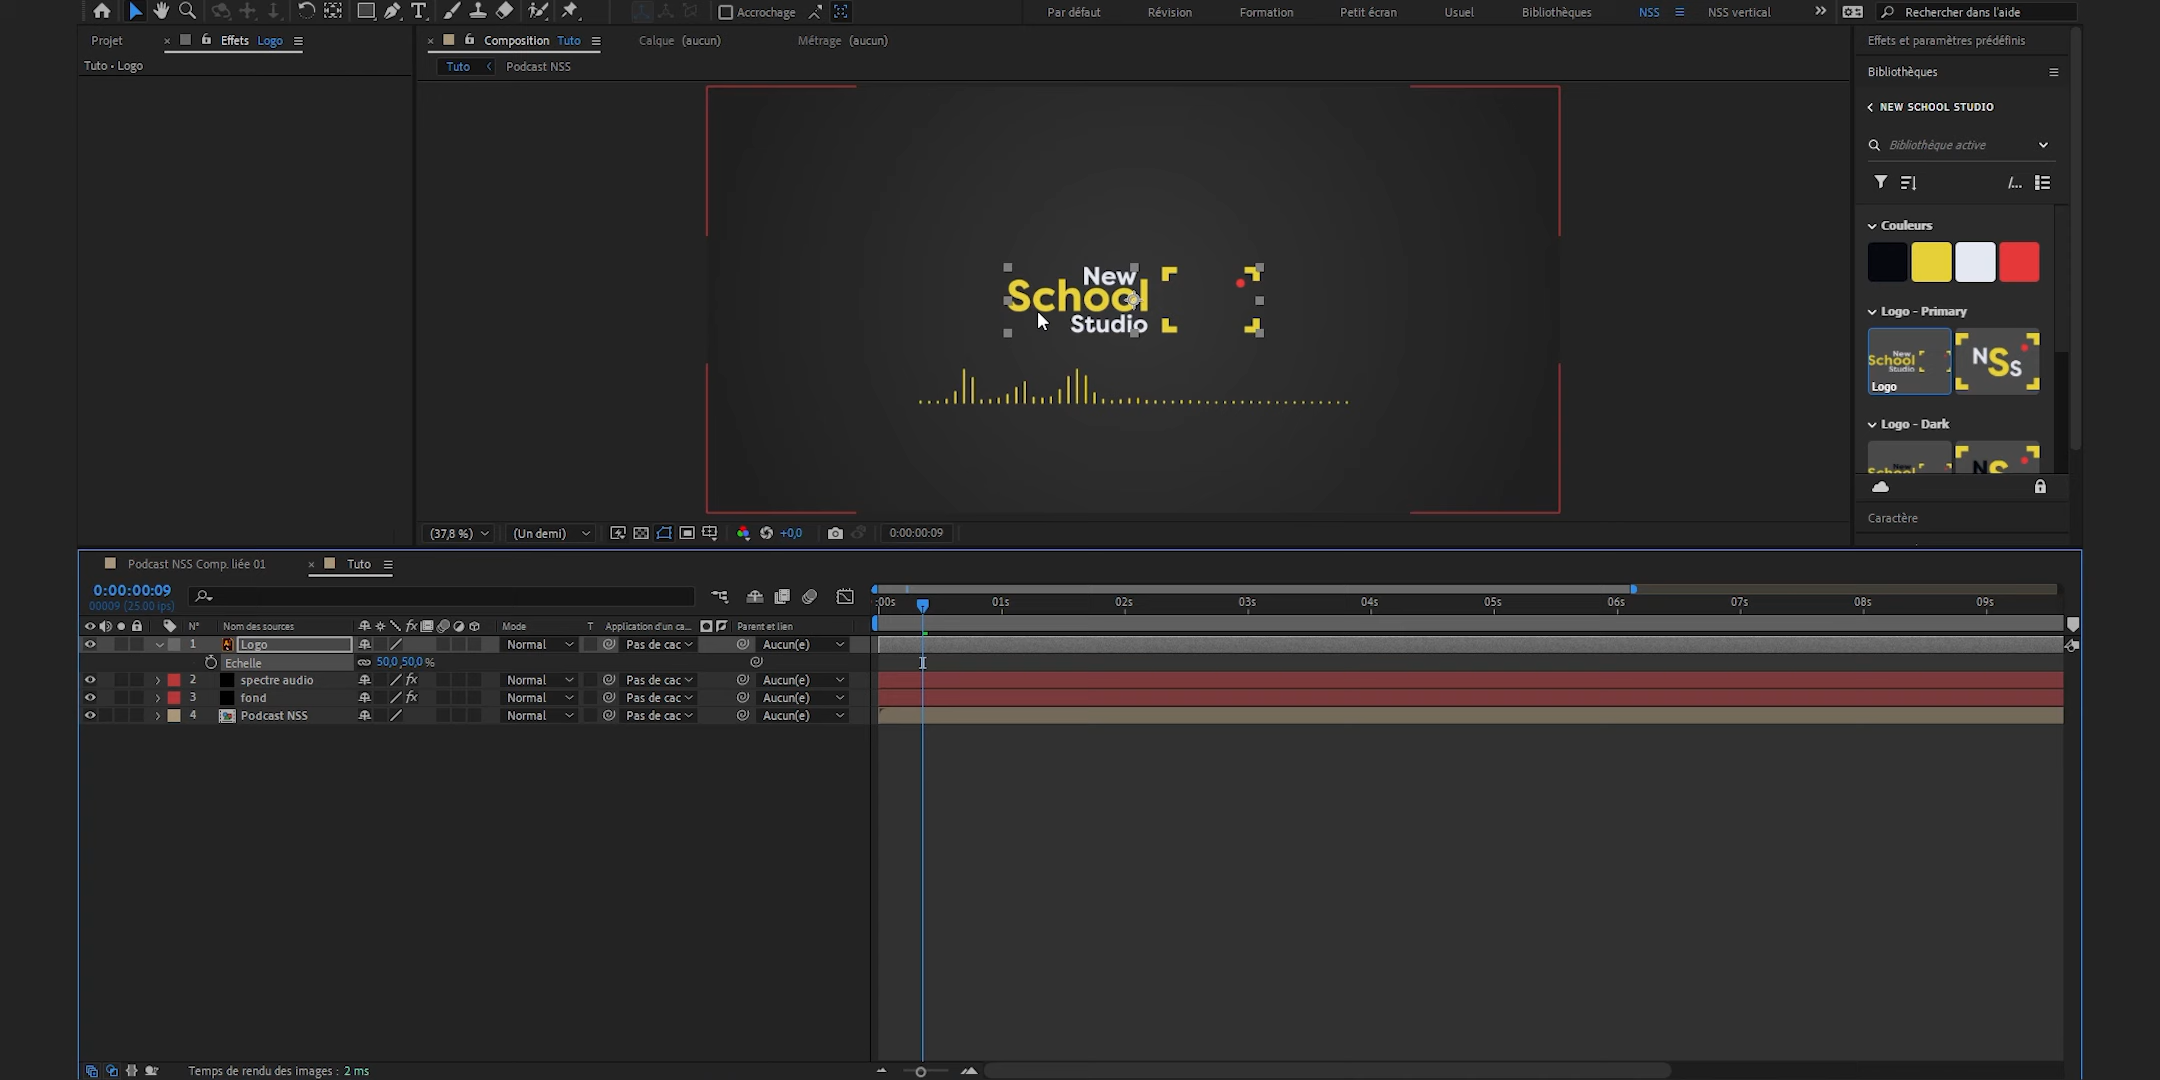 Accrochage
Par défaut
Révision
Formation
Petit écran
Usuel
Bibliothèques
NSS
NSS vertical
Rechercher dans l'aide
Projet
Effets Logo
Composition Tuto
Calque (aucun)
Métrage (aucun)
Effets et paramètres prédéfinis
Tuto • Logo
Tuto
Podcast NSS
Bibliothèques
NEW SCHOOL STUDIO
Bibliothèque active
Couleurs
New
School
Studio
Logo - Primary
New
School
Studio
Logo
NSS
Logo - Dark
School
Caractère
(37,8 %)
(Un demi)
+0,0
0:00:00:09
Podcast NSS Comp. liée 01
Tuto
0:00:00:09
00009 (25.00 ips)
:00s 01s 02s 03s 04s 05s 06s 07s 08s 09s
N° Nom des sources fx Mode T Application d'un ca... Parent et lien
1 Logo Normal Pas de cac Aucun(e)
Echelle 50,0,50,0 %
2 spectre audio fx Normal Pas de cac Aucun(e)
3 fond fx Normal Pas de cac Aucun(e)
4 Podcast NSS Normal Pas de cac Aucun(e)
Temps de rendu des images : 2 ms